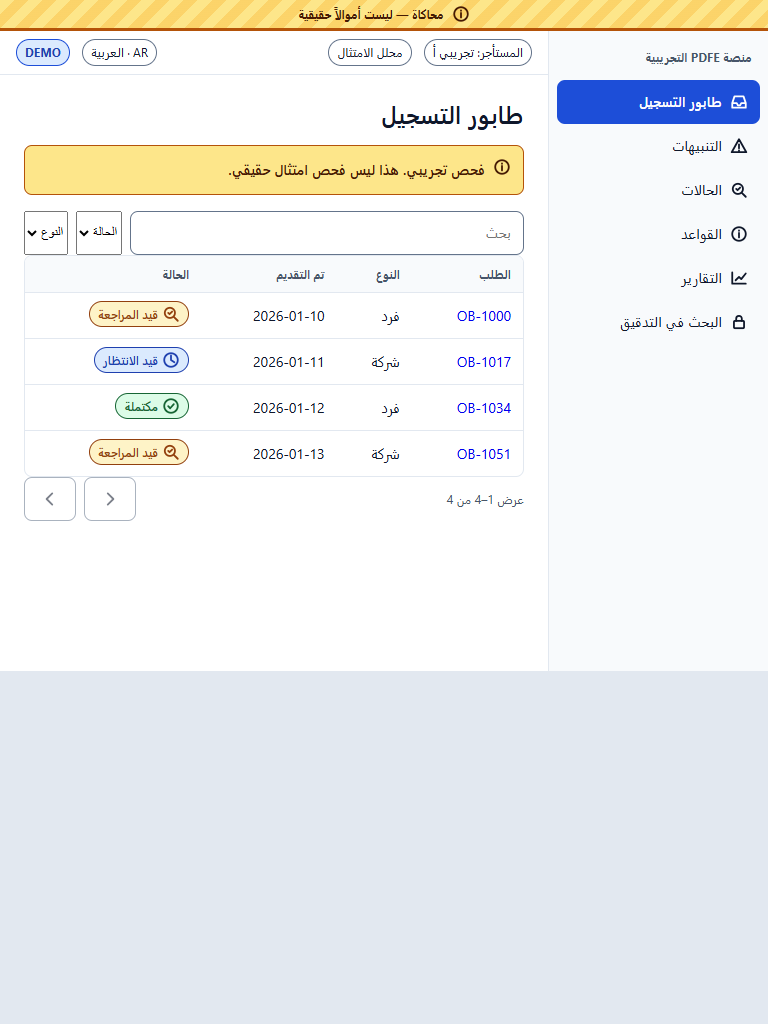 محاكاة — ليست أموالاً حقيقية
منصة PDFE التجريبية
طابور التسجيل
التنبيهات
الحالات
القواعد
التقارير
البحث في التدقيق
المستأجر: تجريبي أ
محلل الامتثال
AR · العربية
DEMO
طابور التسجيل
فحص تجريبي. هذا ليس فحص امتثال حقيقي.
بحث
الحالة
النوع
الطلب النوع تم التقديم الحالة
OB-1000 فرد 2026-01-10 قيد المراجعة
OB-1017 شركة 2026-01-11 قيد الانتظار
OB-1034 فرد 2026-01-12 مكتملة
OB-1051 شركة 2026-01-13 قيد المراجعة
عرض 1–4 من 4